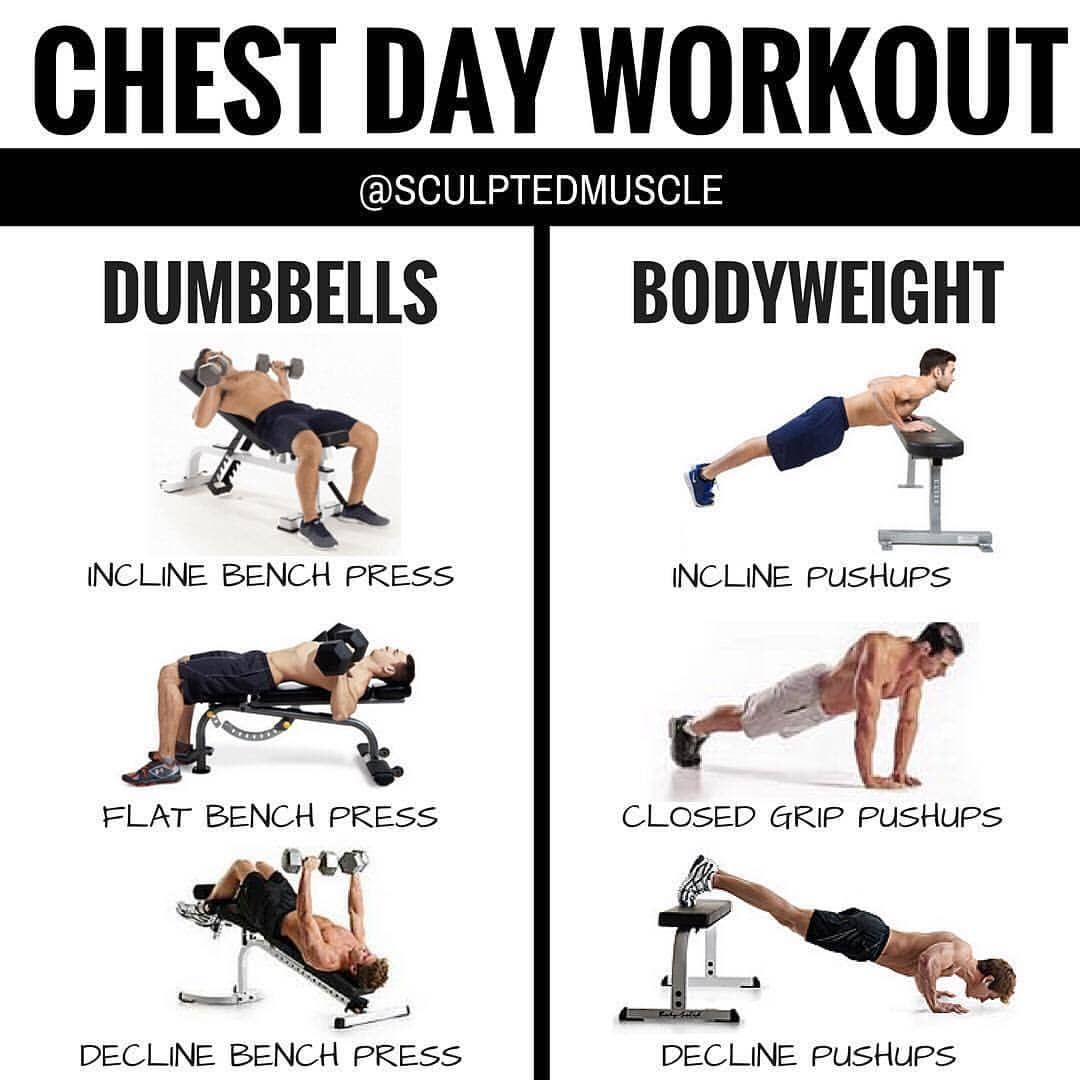 CHEST DAY WORKOUT
@SCULPTEDMUSCLE
DUMBBELLS
INCLINE BENCH PRESS
FLAT BENCH PRESS
DECLINE BENCH PRESS
BODYWEIGHT
INCLINE PUSHUPS
CLOSED GRIP PUSHUPS
DECLINE PUSHUPS